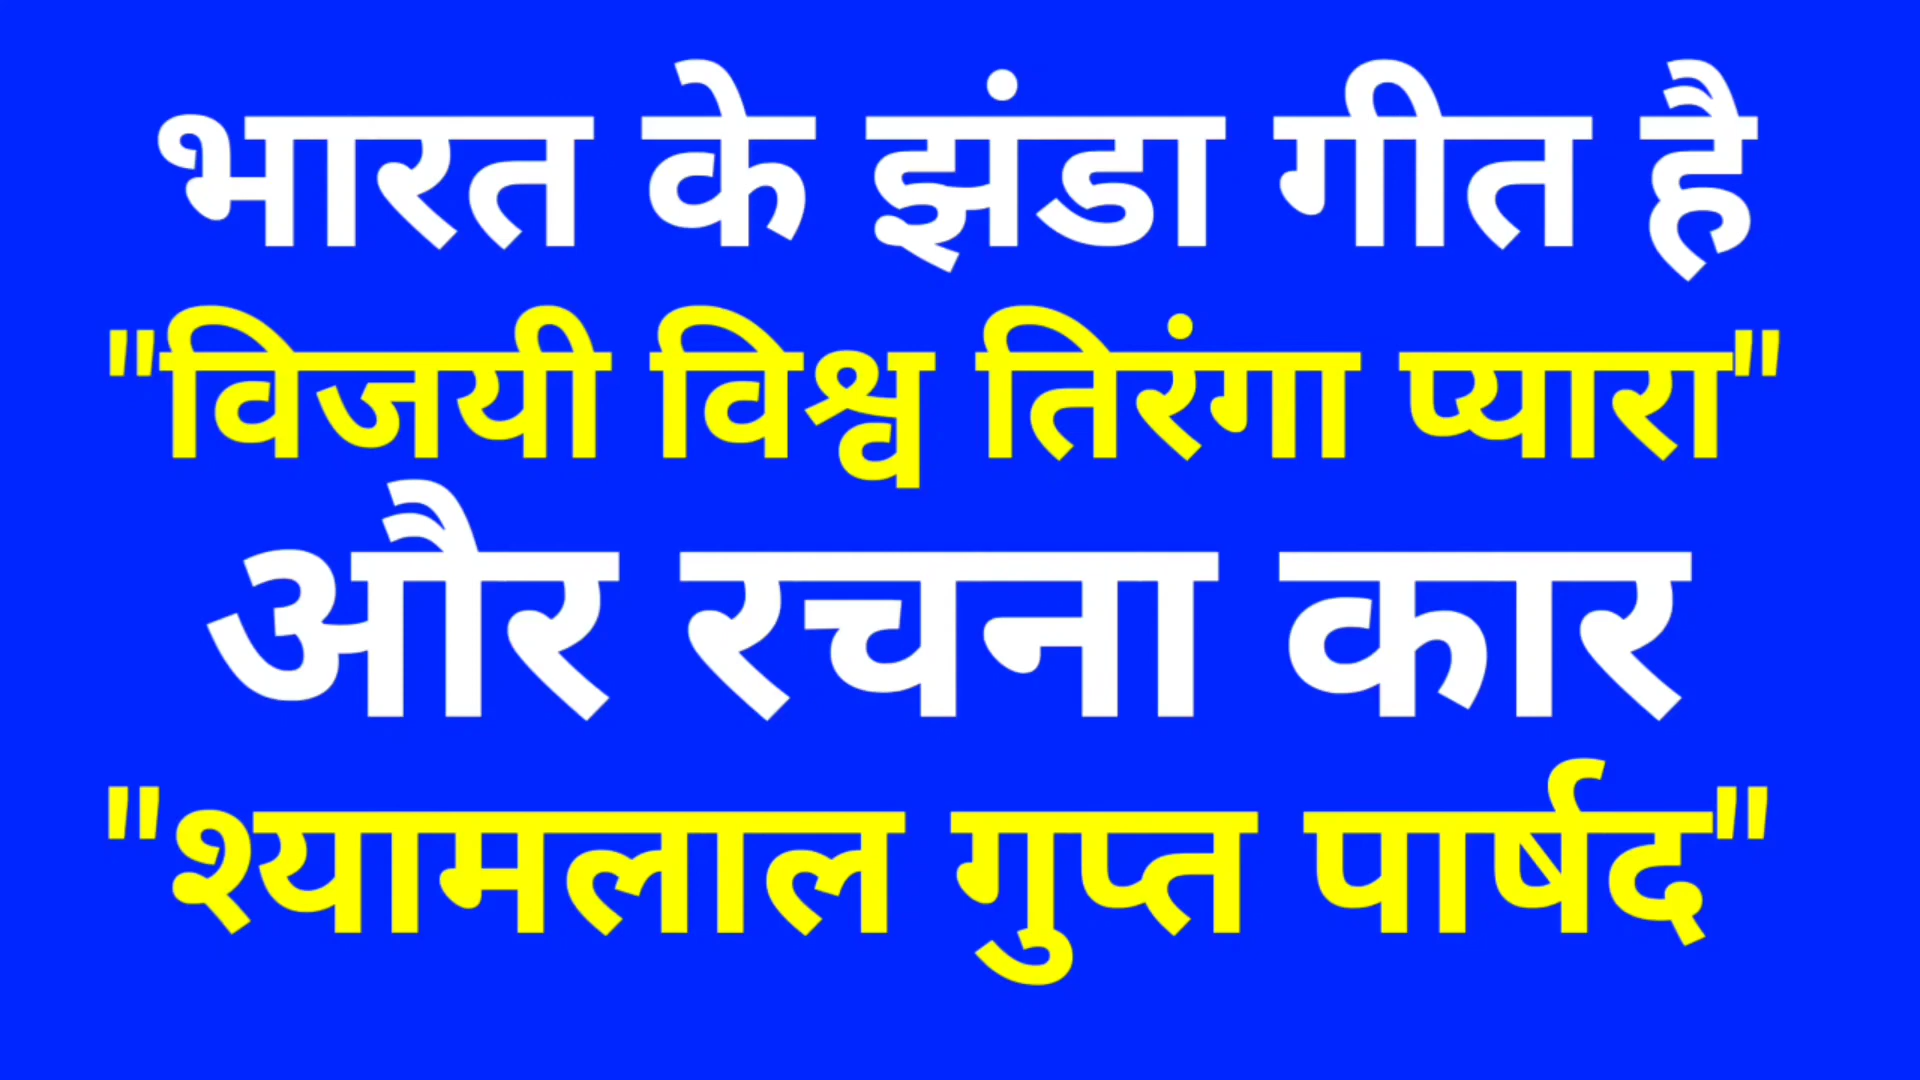 भारत के झंडा गीत है
"विजयी विश्व तिरंगा प्यारा"
और रचना कार
"श्यामलाल गुप्त पार्षद"